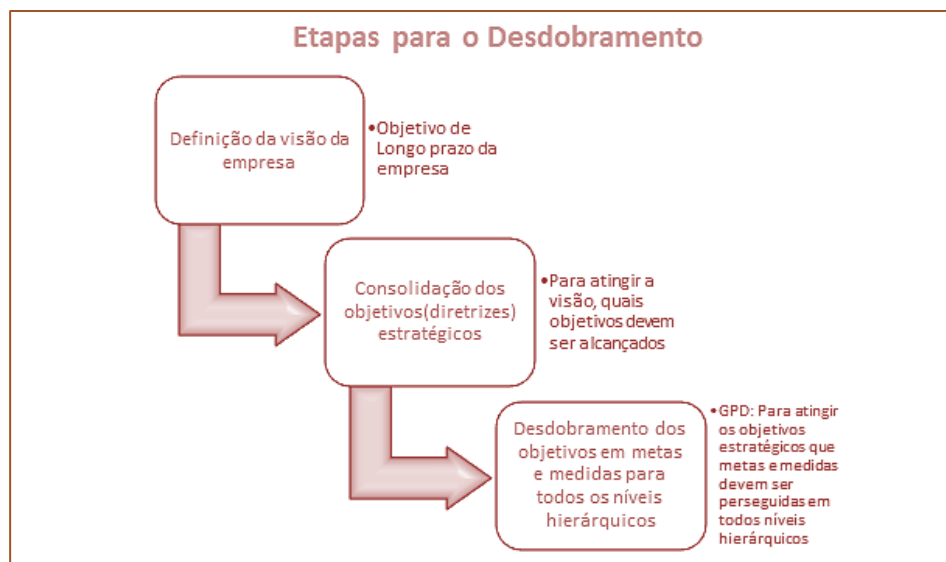 Etapas para o Desdobramento
Definição da visão da
empresa
•Objetivo de
Longo prazo da
empresa
Consolidação dos
objetivos(diretrizes)
estratégicos
•Para atingir a
visão, quais
objetivos devem
ser alcançados
Desdobramento dos
objetivos em metas
e medidas para
todos os níveis
hierárquicos
•GPD: Para atingir
os objetivos
estratégicos que
metas e medidas
devem ser
perseguidas em
todos níveis
hierárquicos